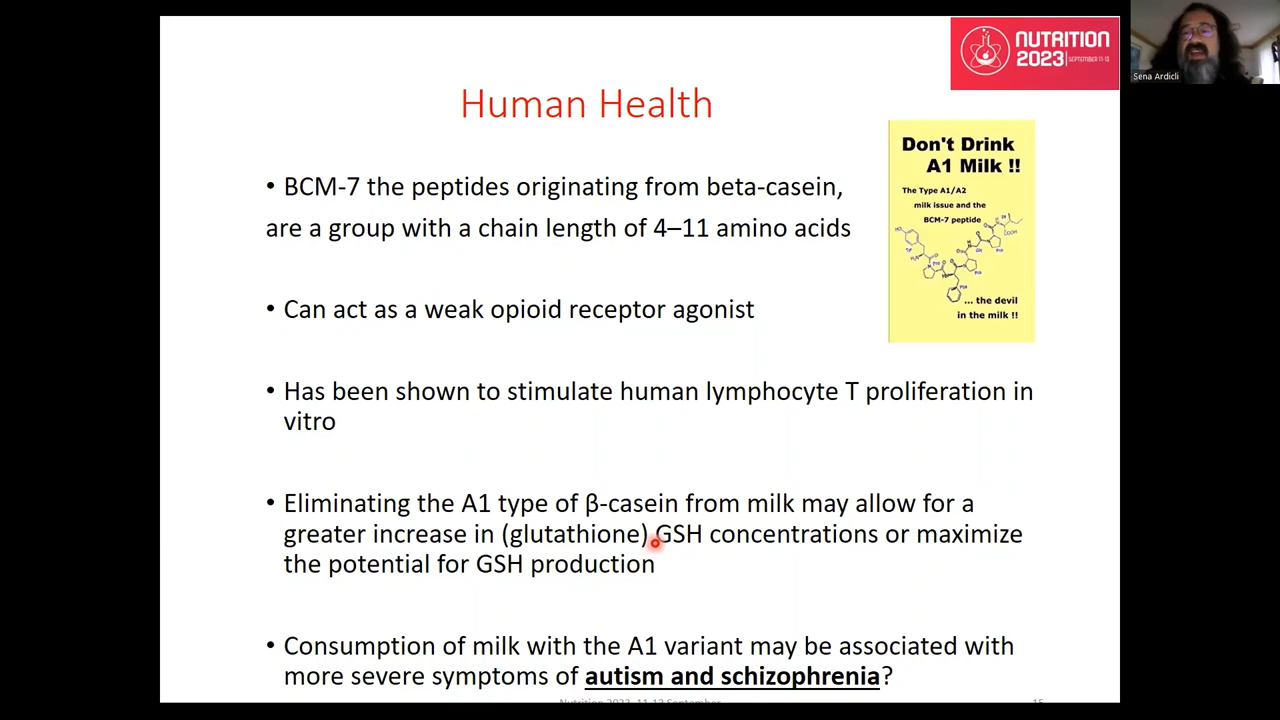 NUTRITION
2023 | SEPTEMBER 11-13
Sena Ardicli
Human Health
Don't Drink
A1 Milk !!
The Type A1/A2
milk issue and the
BCM-7 peptide
... the devil
in the milk !!
• BCM-7 the peptides originating from beta-casein,
are a group with a chain length of 4–11 amino acids
• Can act as a weak opioid receptor agonist
• Has been shown to stimulate human lymphocyte T proliferation in
vitro
• Eliminating the A1 type of β-casein from milk may allow for a
greater increase in (glutathione) GSH concentrations or maximize
the potential for GSH production
• Consumption of milk with the A1 variant may be associated with
more severe symptoms of autism and schizophrenia?